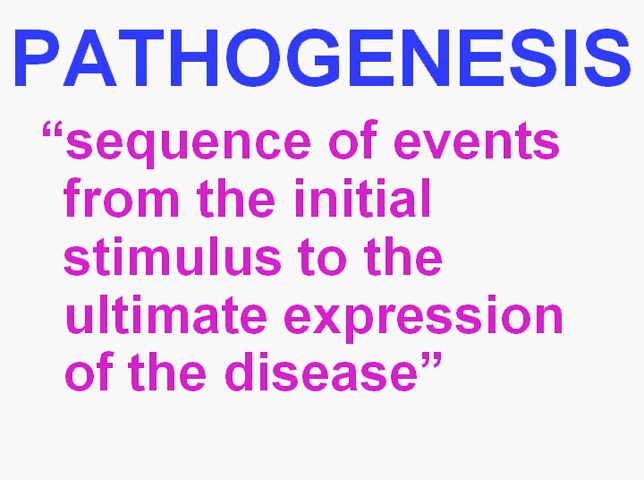 PATHOGENESIS
“sequence of events
from the initial
stimulus to the
ultimate expression
of the disease”